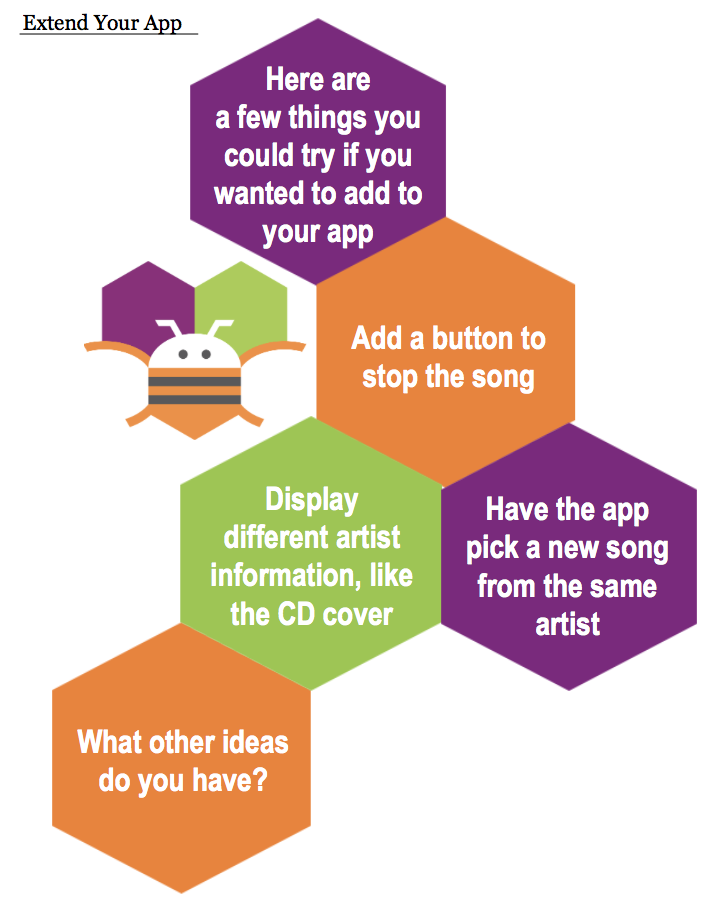 Extend Your App
Here are
a few things you
could try if you
wanted to add to
your app
Add a button to
stop the song
Display
different artist
information, like
the CD cover
Have the app
pick a new song
from the same
artist
What other ideas
do you have?